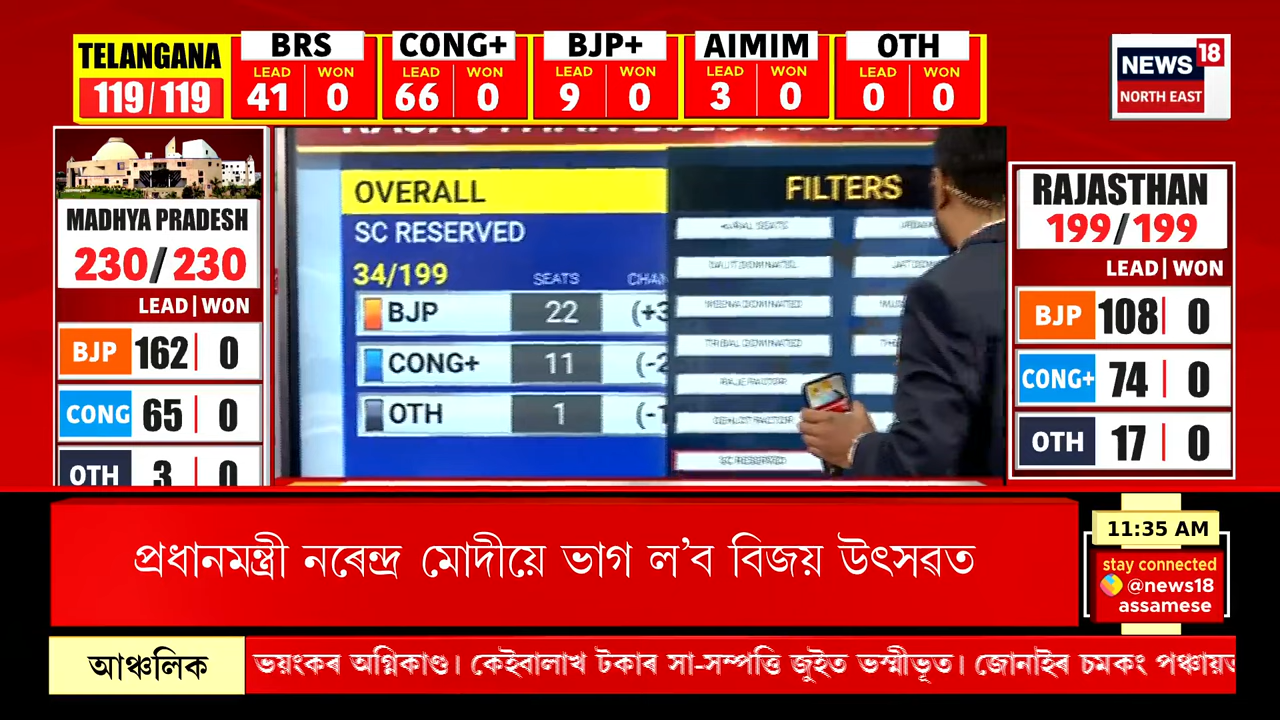 TELANGANA
119/119
BRS
LEAD WON
41 0
CONG+
LEAD WON
66 0
BJP+
LEAD WON
9 0
AIMIM
LEAD WON
3 0
OTH
LEAD WON
0 0
NEWS 18
NORTH EAST
MADHYA PRADESH
230/230
LEAD | WON
BJP 162 0
CONG 65 0
OTH 3 0
OVERALL
SC RESERVED
34/199
SEATS
BJP 22
CONG+ 11
OTH 1
FILTERS
SC RESERVED
RAJASTHAN
199/199
LEAD | WON
BJP 108 0
CONG+ 74 0
OTH 17 0
প্ৰধানমন্ত্ৰী নৰেন্দ্ৰ মোদীয়ে ভাগ ল'ব বিজয় উৎসৱত
11:35 AM
stay connected
@news18
assamese
আঞ্চলিক
ভয়ংকৰ অগ্নিকাণ্ড। কেইবালাখ টকাৰ সা-সম্পত্তি জুইত ভস্মীভূত। জোনাইৰ চমকং